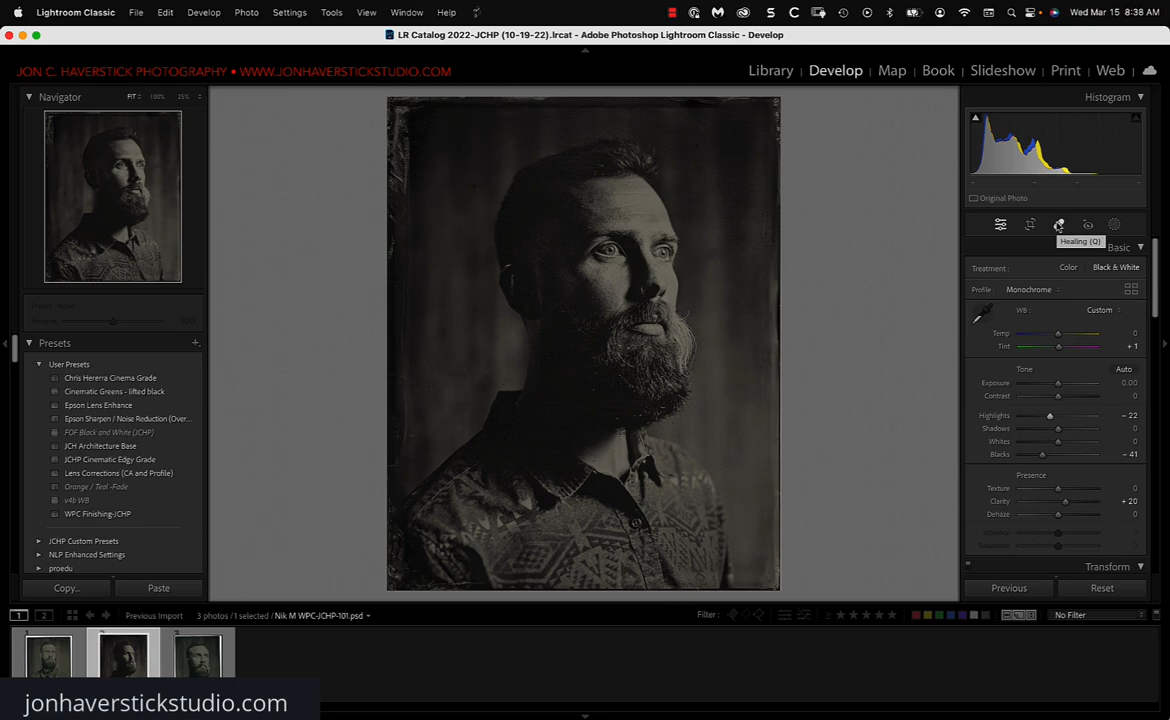 Lightroom Classic File Edit Develop Photo Settings Tools View Window Help Wed Mar 15 8:38 AM
LR Catalog 2022-JCHP (10-19-22).lrcat - Adobe Photoshop Lightroom Classic - Develop
JON C. HAVERSTICK PHOTOGRAPHY • WWW.JONHAVERSTICKSTUDIO.COM
Library Develop Map Book Slideshow Print Web
Navigator FIT 100% 25%
Histogram
Original Photo
Healing (Q)
Basic
Treatment: Color Black & White
Profile: Monochrome
WB: Custom
Temp 0
Tint + 1
Tone Auto
Exposure 0.00
Contrast 0
Highlights − 22
Shadows 0
Whites 0
Blacks − 41
Presence
Texture 0
Clarity + 20
Dehaze 0
Vibrance
Saturation
Transform
Previous Reset
Preset: None
Amount 100
Presets +
User Presets
Chris Hererra Cinema Grade
Cinematic Greens - lifted black
Epson Lens Enhance
Epson Sharpen / Noise Reduction (Over...
FOF Black and White (JCHP)
JCH Architecture Base
JCHP Cinematic Edgy Grade
Lens Corrections (CA and Profile)
Orange / Teal -Fade
v4b WB
WPC Finishing-JCHP
JCHP Custom Presets
NLP Enhanced Settings
proedu
Copy... Paste
1 2 Previous Import 3 photos / 1 selected / Nik M WPC-JCHP-101.psd Filter: No Filter
jonhaverstickstudio.com